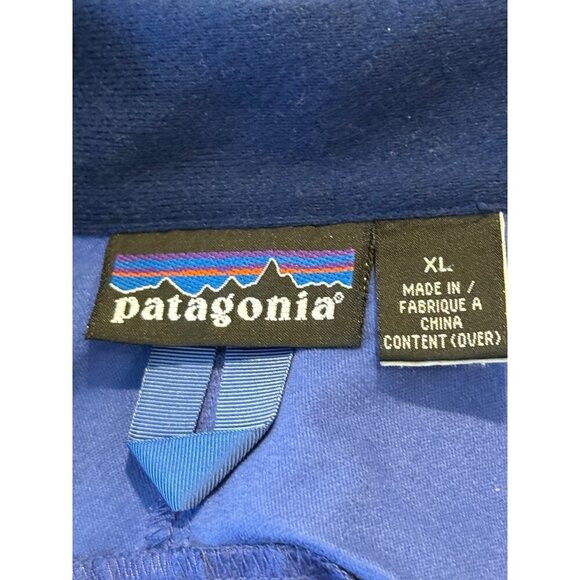 patagonia®
XL
MADE IN /
FABRIQUE A
CHINA
CONTENT (OVER)